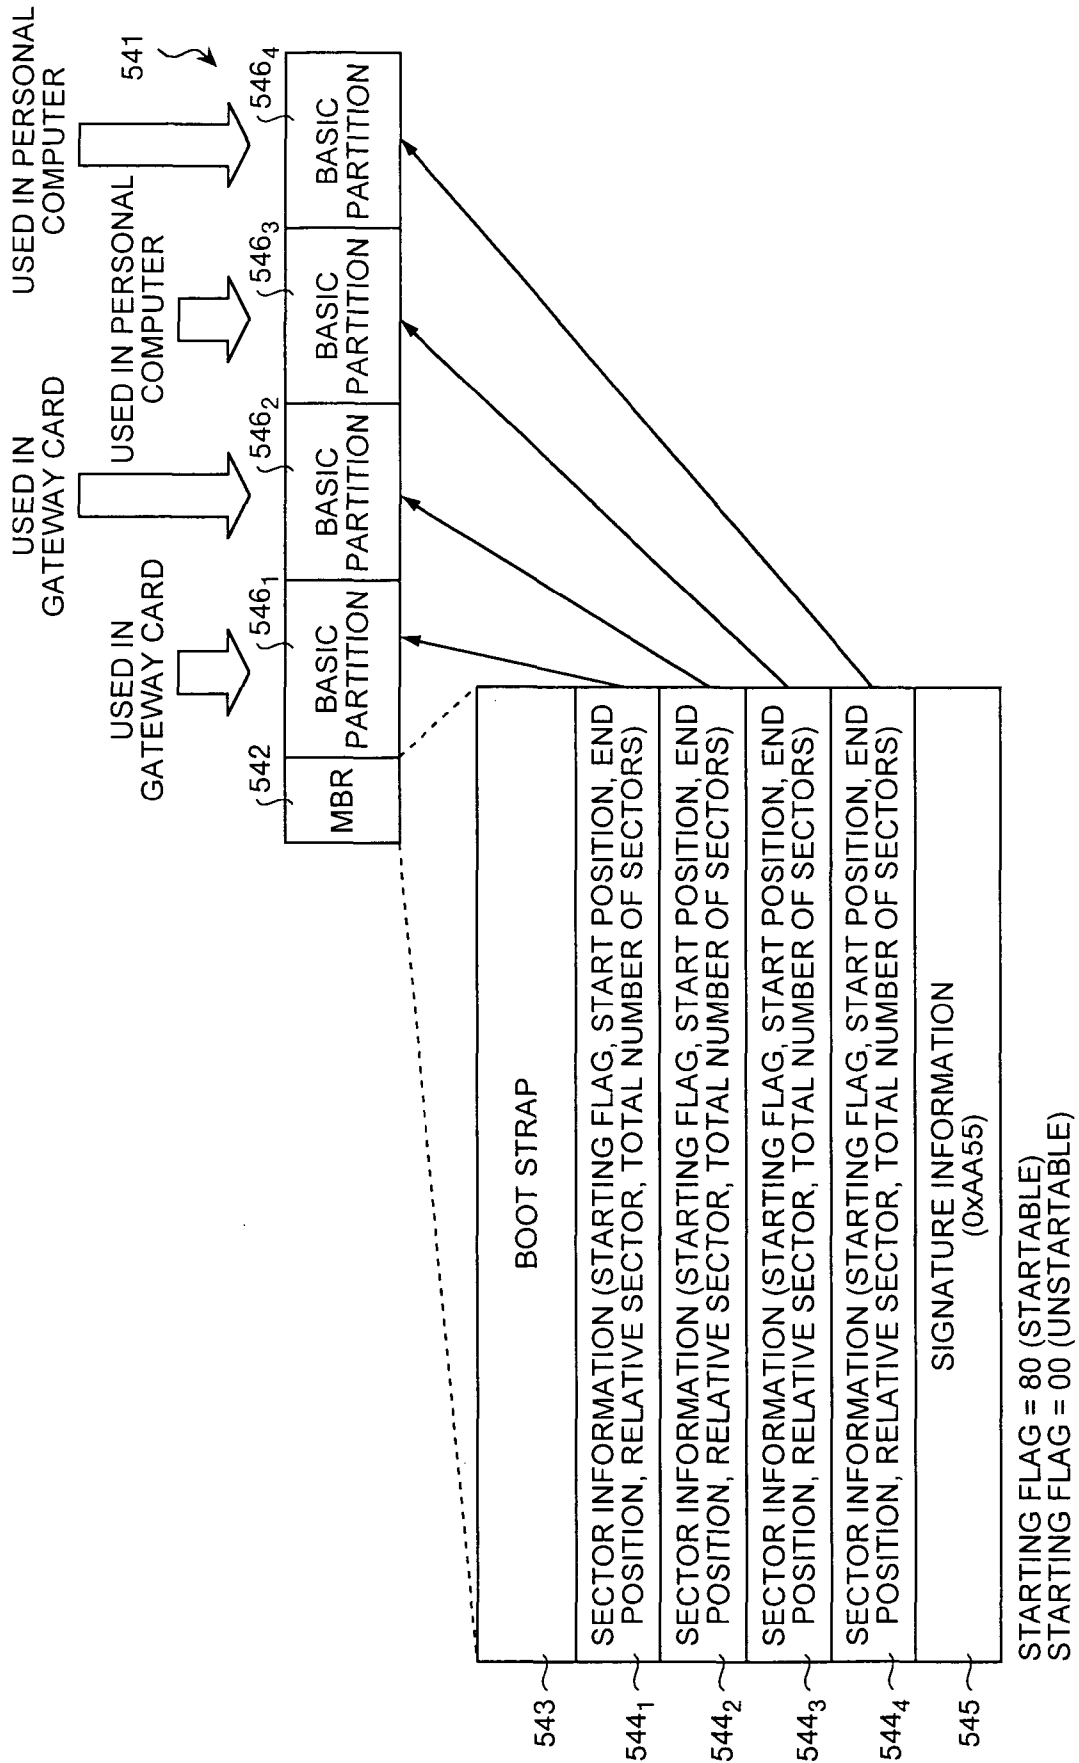 USED IN
GATEWAY CARD
USED IN
GATEWAY CARD
USED IN PERSONAL
COMPUTER
USED IN PERSONAL
COMPUTER
541
542
546₁
546₂
546₃
546₄
MBR
BASIC
PARTITION
BASIC
PARTITION
BASIC
PARTITION
BASIC
PARTITION
543
BOOT STRAP
544₁
SECTOR INFORMATION (STARTING FLAG, START POSITION, END
POSITION, RELATIVE SECTOR, TOTAL NUMBER OF SECTORS)
544₂
SECTOR INFORMATION (STARTING FLAG, START POSITION, END
POSITION, RELATIVE SECTOR, TOTAL NUMBER OF SECTORS)
544₃
SECTOR INFORMATION (STARTING FLAG, START POSITION, END
POSITION, RELATIVE SECTOR, TOTAL NUMBER OF SECTORS)
544₄
SECTOR INFORMATION (STARTING FLAG, START POSITION, END
POSITION, RELATIVE SECTOR, TOTAL NUMBER OF SECTORS)
545
SIGNATURE INFORMATION
(0xAA55)
STARTING FLAG = 80 (STARTABLE)
STARTING FLAG = 00 (UNSTARTABLE)